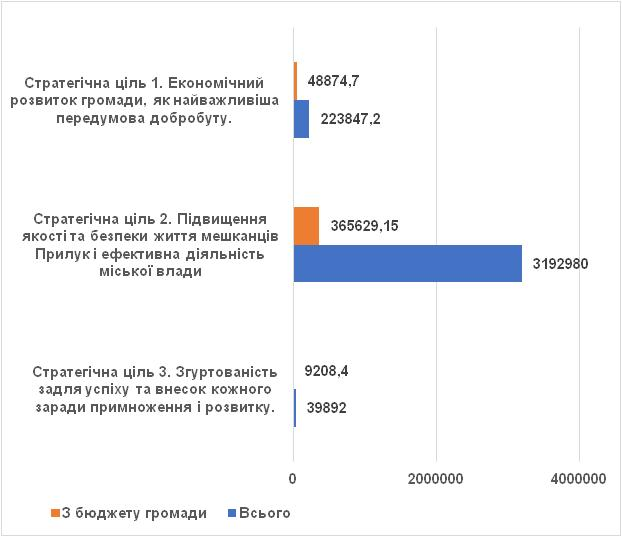 Стратегічна ціль 1. Економічний
розвиток громади, як найважливіша
передумова добробуту.
48874,7
223847,2
Стратегічна ціль 2. Підвищення
якості та безпеки життя мешканців
Прилук і ефективна діяльність
міської влади
365629,15
3192980
Стратегічна ціль 3. Згуртованість
задля успіху та внесок кожного
заради примноження і розвитку.
9208,4
39892
0 2000000 4000000
З бюджету громади Всього